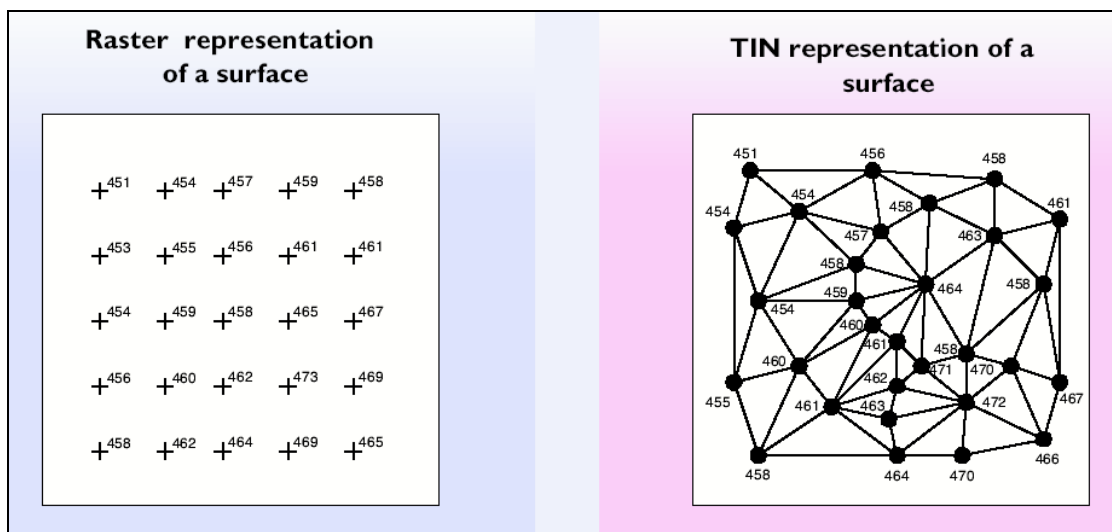 Raster representation
of a surface
451 454 457 459 458
453 455 456 461 461
454 459 458 465 467
456 460 462 473 469
458 462 464 469 465
TIN representation of a
surface
451 456 458
454 454 458 461
457 463
458 464 458
454 459
460
461 458
460 462 471 470
455 467
461 463 472
466
458 464 470